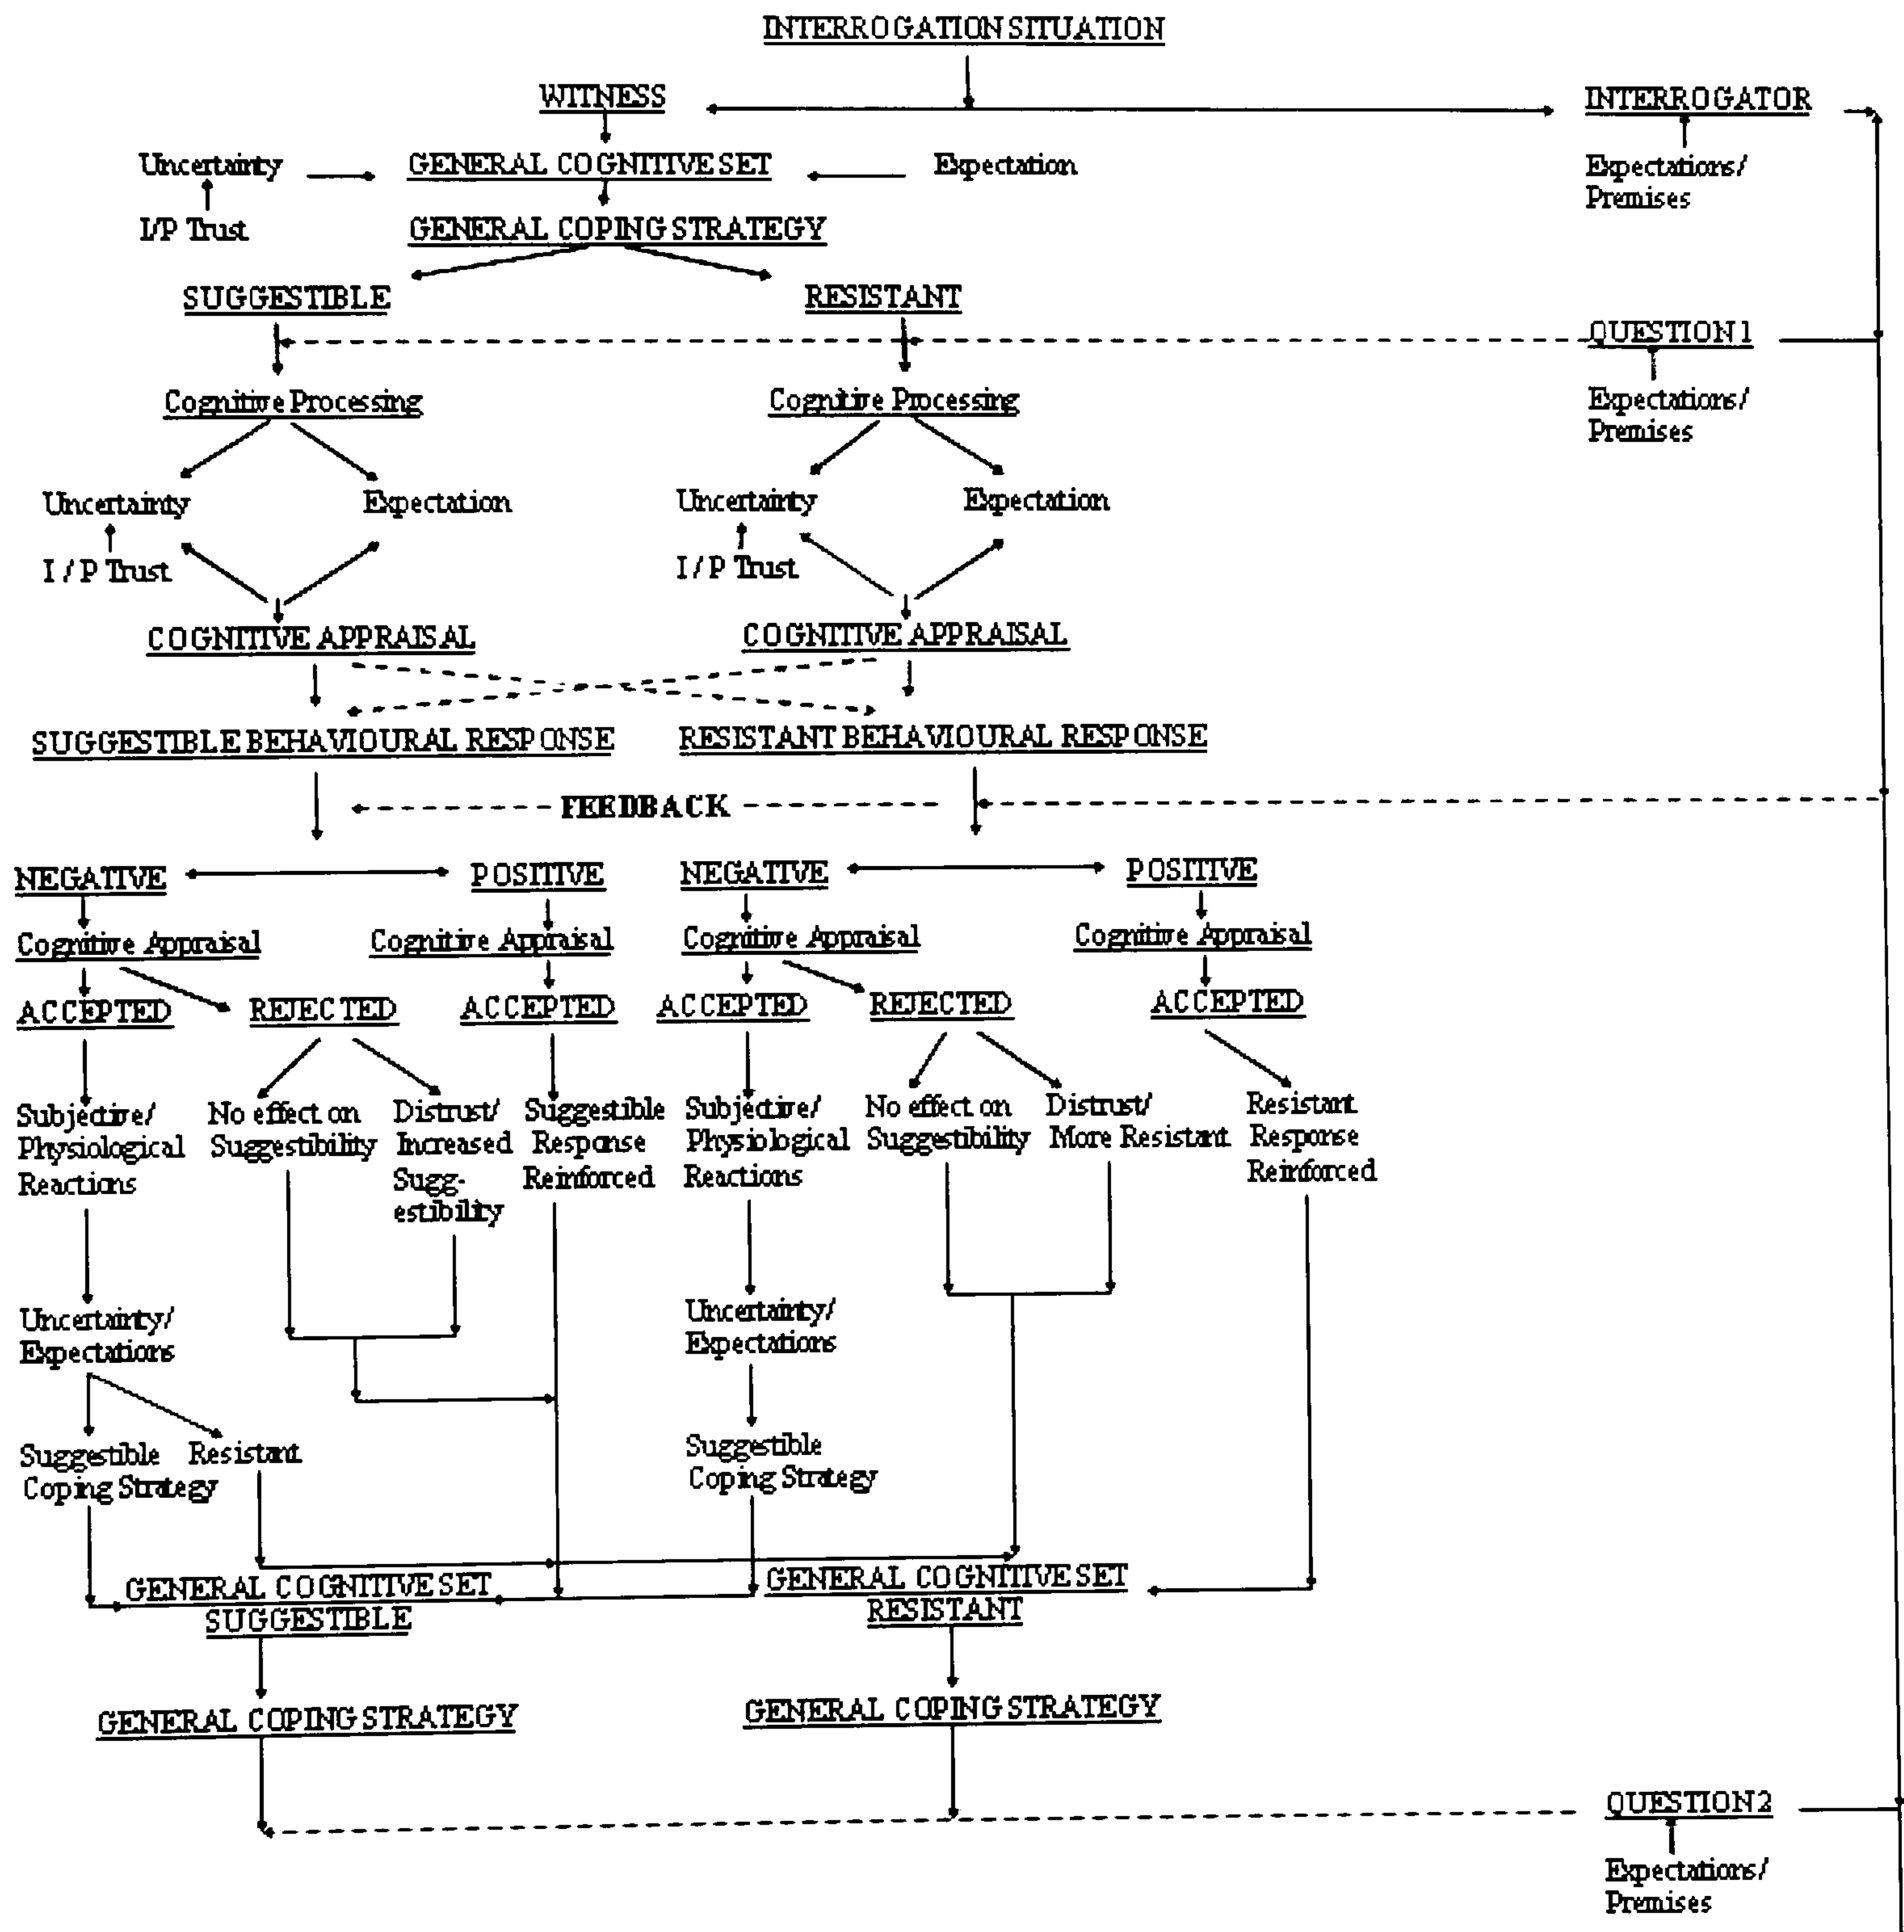 INTERROGATION SITUATION
WITNESS
INTERROGATOR
Uncertainty
GENERAL COGNITIVE SET
Expectation
Expectations/
Premises
I/P Trust
GENERAL COPING STRATEGY
SUGGESTIBLE
RESISTANT
QUESTION 1
Cognitive Processing
Cognitive Processing
Expectations/
Premises
Uncertainty
Expectation
Uncertainty
Expectation
I / P Trust
I / P Trust
COGNITIVE APPRAISAL
COGNITIVE APPRAISAL
SUGGESTIBLE BEHAVIOURAL RESPONSE
RESISTANT BEHAVIOURAL RESPONSE
FEEDBACK
NEGATIVE
POSITIVE
NEGATIVE
POSITIVE
Cognitive Appraisal
Cognitive Appraisal
Cognitive Appraisal
Cognitive Appraisal
ACCEPTED
REJECTED
ACCEPTED
ACCEPTED
REJECTED
ACCEPTED
Subjective/
Physiological
Reactions
No effect on
Suggestibility
Distrust/
Increased
Sugg-
estibility
Suggestible
Response
Reinforced
Subjective/
Physiological
Reactions
No effect on
Suggestibility
Distrust/
More Resistant
Resistant
Response
Reinforced
Uncertainty/
Expectations
Uncertainty/
Expectations
Suggestible
Coping Strategy
Resistant
Suggestible
Coping Strategy
GENERAL COGNITIVE SET
SUGGESTIBLE
GENERAL COGNITIVE SET
RESISTANT
GENERAL COPING STRATEGY
GENERAL COPING STRATEGY
QUESTION 2
Expectations/
Premises